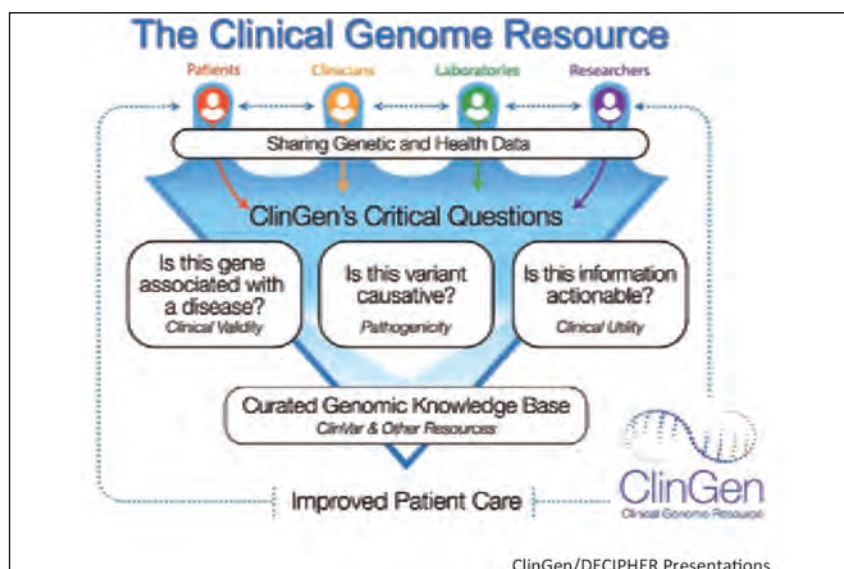 The Clinical Genome Resource
Patients
Clinicians
Laboratories
Researchers
Sharing Genetic and Health Data
ClinGen's Critical Questions
Is this gene
associated with
a disease?
Clinical Validity
Is this variant
causative?
Pathogenicity
Is this information
actionable?
Clinical Utility
Curated Genomic Knowledge Base
ClinVar & Other Resources
Improved Patient Care
ClinGen
Clinical Genome Resource
ClinGen/DECIPHER Presentations